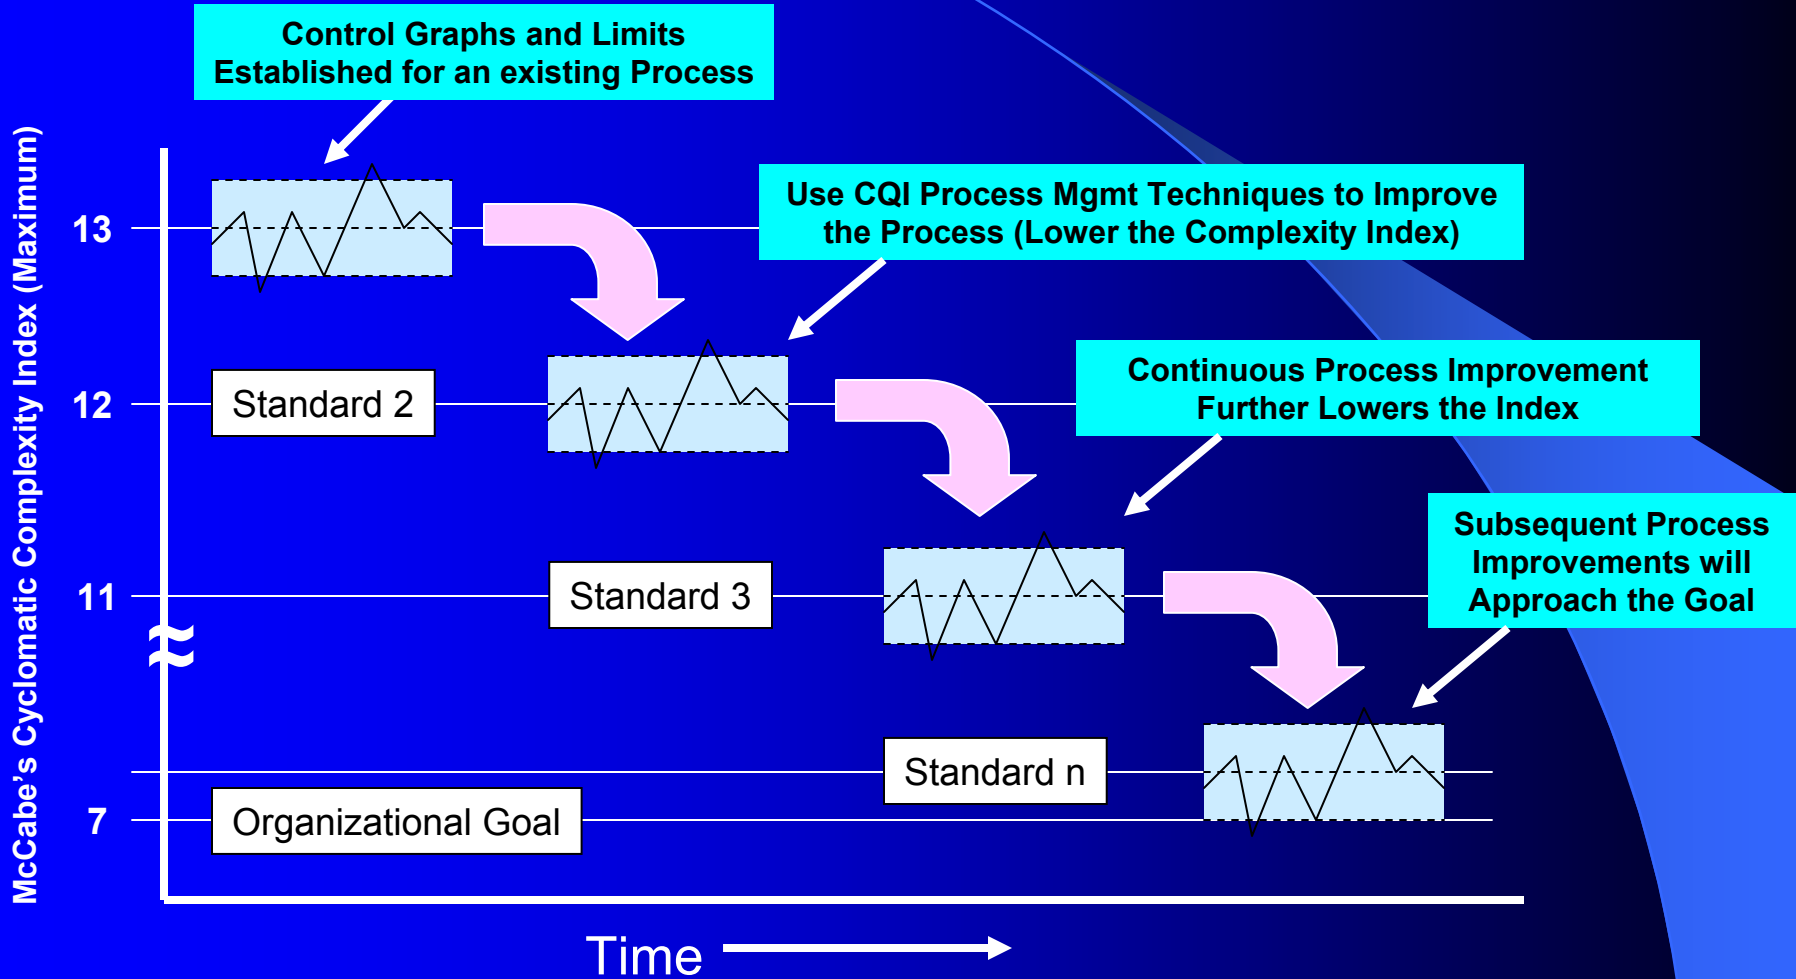 Control Graphs and Limits
Established for an existing Process
McCabe's Cyclomatic Complexity Index (Maximum)
13
Use CQI Process Mgmt Techniques to Improve
the Process (Lower the Complexity Index)
12
Standard 2
Continuous Process Improvement
Further Lowers the Index
11
Standard 3
Subsequent Process
Improvements will
Approach the Goal
≈
Standard n
7
Organizational Goal
Time